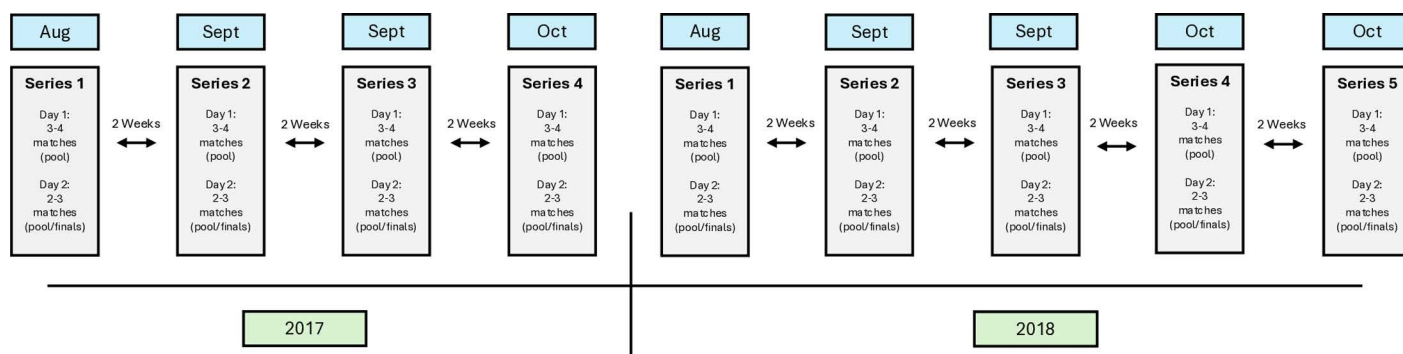 Aug
Sept
Sept
Oct
Aug
Sept
Sept
Oct
Oct
Series 1
Day 1:
3-4
matches
(pool)
Day 2:
2-3
matches
(pool/finals)
2 Weeks
Series 2
Day 1:
3-4
matches
(pool)
Day 2:
2-3
matches
(pool/finals)
2 Weeks
Series 3
Day 1:
3-4
matches
(pool)
Day 2:
2-3
matches
(pool/finals)
2 Weeks
Series 4
Day 1:
3-4
matches
(pool)
Day 2:
2-3
matches
(pool/finals)
Series 1
Day 1:
3-4
matches
(pool)
Day 2:
2-3
matches
(pool/finals)
2 Weeks
Series 2
Day 1:
3-4
matches
(pool)
Day 2:
2-3
matches
(pool/finals)
2 Weeks
Series 3
Day 1:
3-4
matches
(pool)
Day 2:
2-3
matches
(pool/finals)
2 Weeks
Series 4
Day 1:
3-4
matches
(pool)
Day 2:
2-3
matches
(pool/finals)
2 Weeks
Series 5
Day 1:
3-4
matches
(pool)
Day 2:
2-3
matches
(pool/finals)
2017
2018